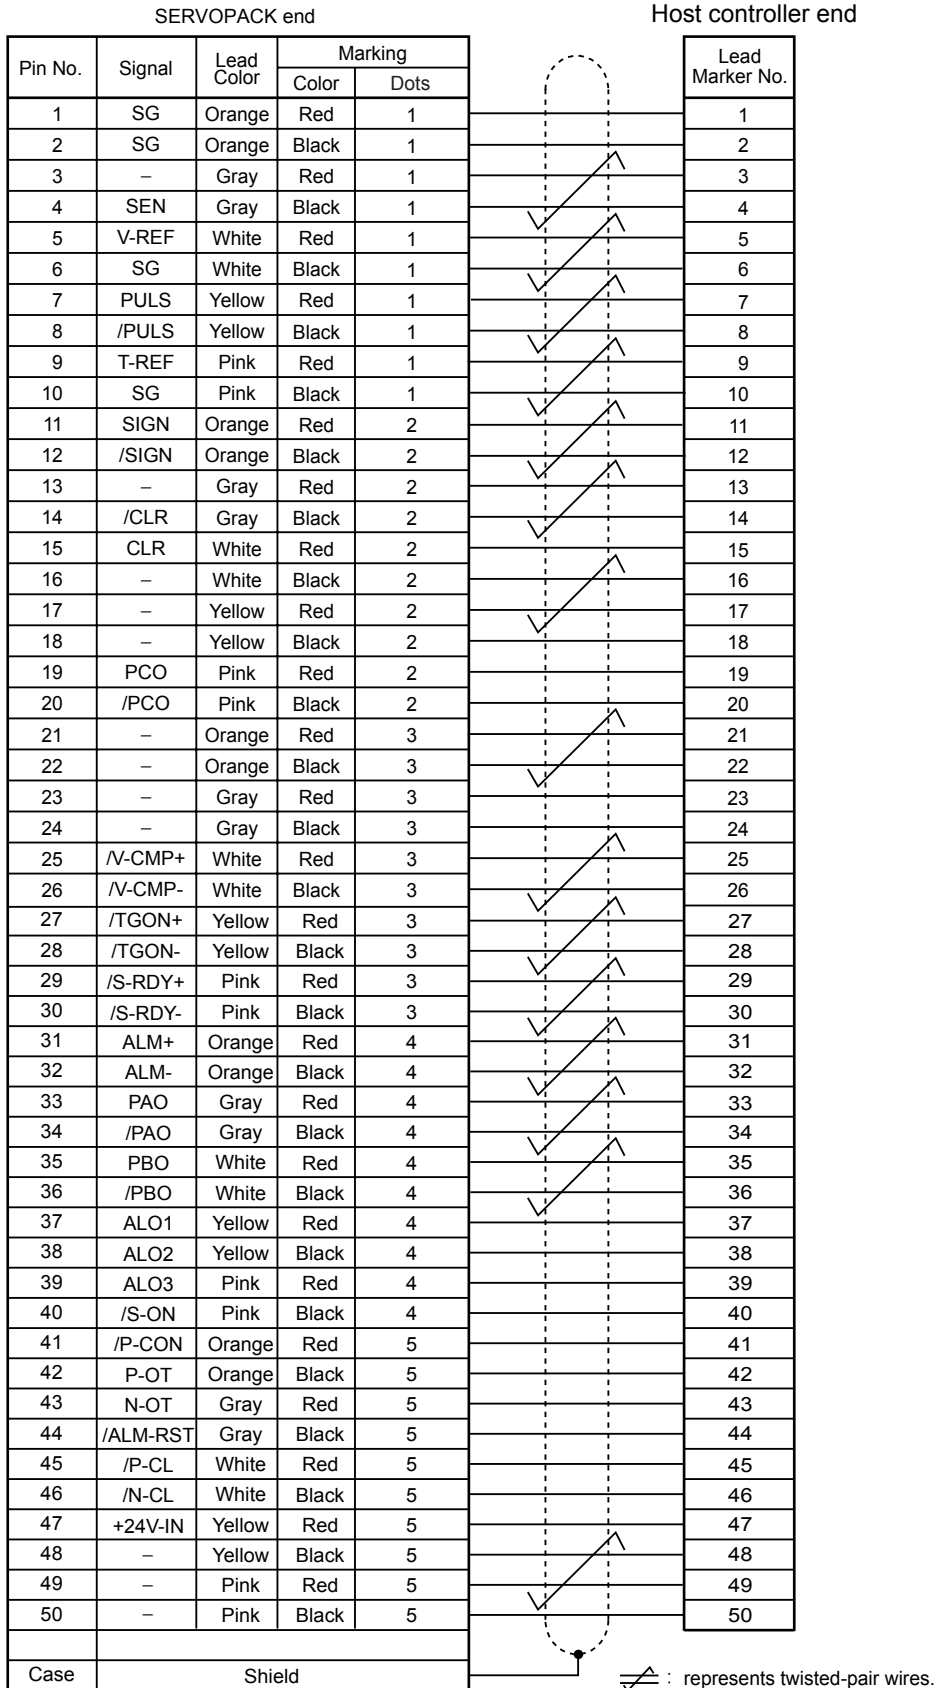 SERVOPACK end Host controller end
Pin No. Signal Lead Color Marking Lead Marker No.
Color Dots
1 SG Orange Red 1 1
2 SG Orange Black 1 2
3 – Gray Red 1 3
4 SEN Gray Black 1 4
5 V-REF White Red 1 5
6 SG White Black 1 6
7 PULS Yellow Red 1 7
8 /PULS Yellow Black 1 8
9 T-REF Pink Red 1 9
10 SG Pink Black 1 10
11 SIGN Orange Red 2 11
12 /SIGN Orange Black 2 12
13 – Gray Red 2 13
14 /CLR Gray Black 2 14
15 CLR White Red 2 15
16 – White Black 2 16
17 – Yellow Red 2 17
18 – Yellow Black 2 18
19 PCO Pink Red 2 19
20 /PCO Pink Black 2 20
21 – Orange Red 3 21
22 – Orange Black 3 22
23 – Gray Red 3 23
24 – Gray Black 3 24
25 /V-CMP+ White Red 3 25
26 /V-CMP- White Black 3 26
27 /TGON+ Yellow Red 3 27
28 /TGON- Yellow Black 3 28
29 /S-RDY+ Pink Red 3 29
30 /S-RDY- Pink Black 3 30
31 ALM+ Orange Red 4 31
32 ALM- Orange Black 4 32
33 PAO Gray Red 4 33
34 /PAO Gray Black 4 34
35 PBO White Red 4 35
36 /PBO White Black 4 36
37 ALO1 Yellow Red 4 37
38 ALO2 Yellow Black 4 38
39 ALO3 Pink Red 4 39
40 /S-ON Pink Black 4 40
41 /P-CON Orange Red 5 41
42 P-OT Orange Black 5 42
43 N-OT Gray Red 5 43
44 /ALM-RST Gray Black 5 44
45 /P-CL White Red 5 45
46 /N-CL White Black 5 46
47 +24V-IN Yellow Red 5 47
48 – Yellow Black 5 48
49 – Pink Red 5 49
50 – Pink Black 5 50
Case Shield
: represents twisted-pair wires.